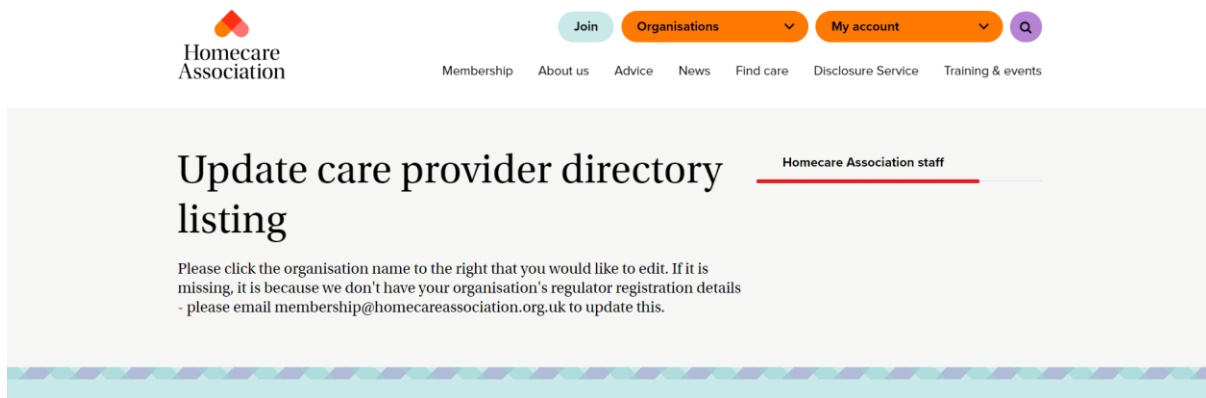 Homecare
Association
Join
Organisations
My account
Membership
About us
Advice
News
Find care
Disclosure Service
Training & events
Update care provider directory
listing
Homecare Association staff
Please click the organisation name to the right that you would like to edit. If it is
missing, it is because we don't have your organisation's regulator registration details
- please email membership@homecareassociation.org.uk to update this.